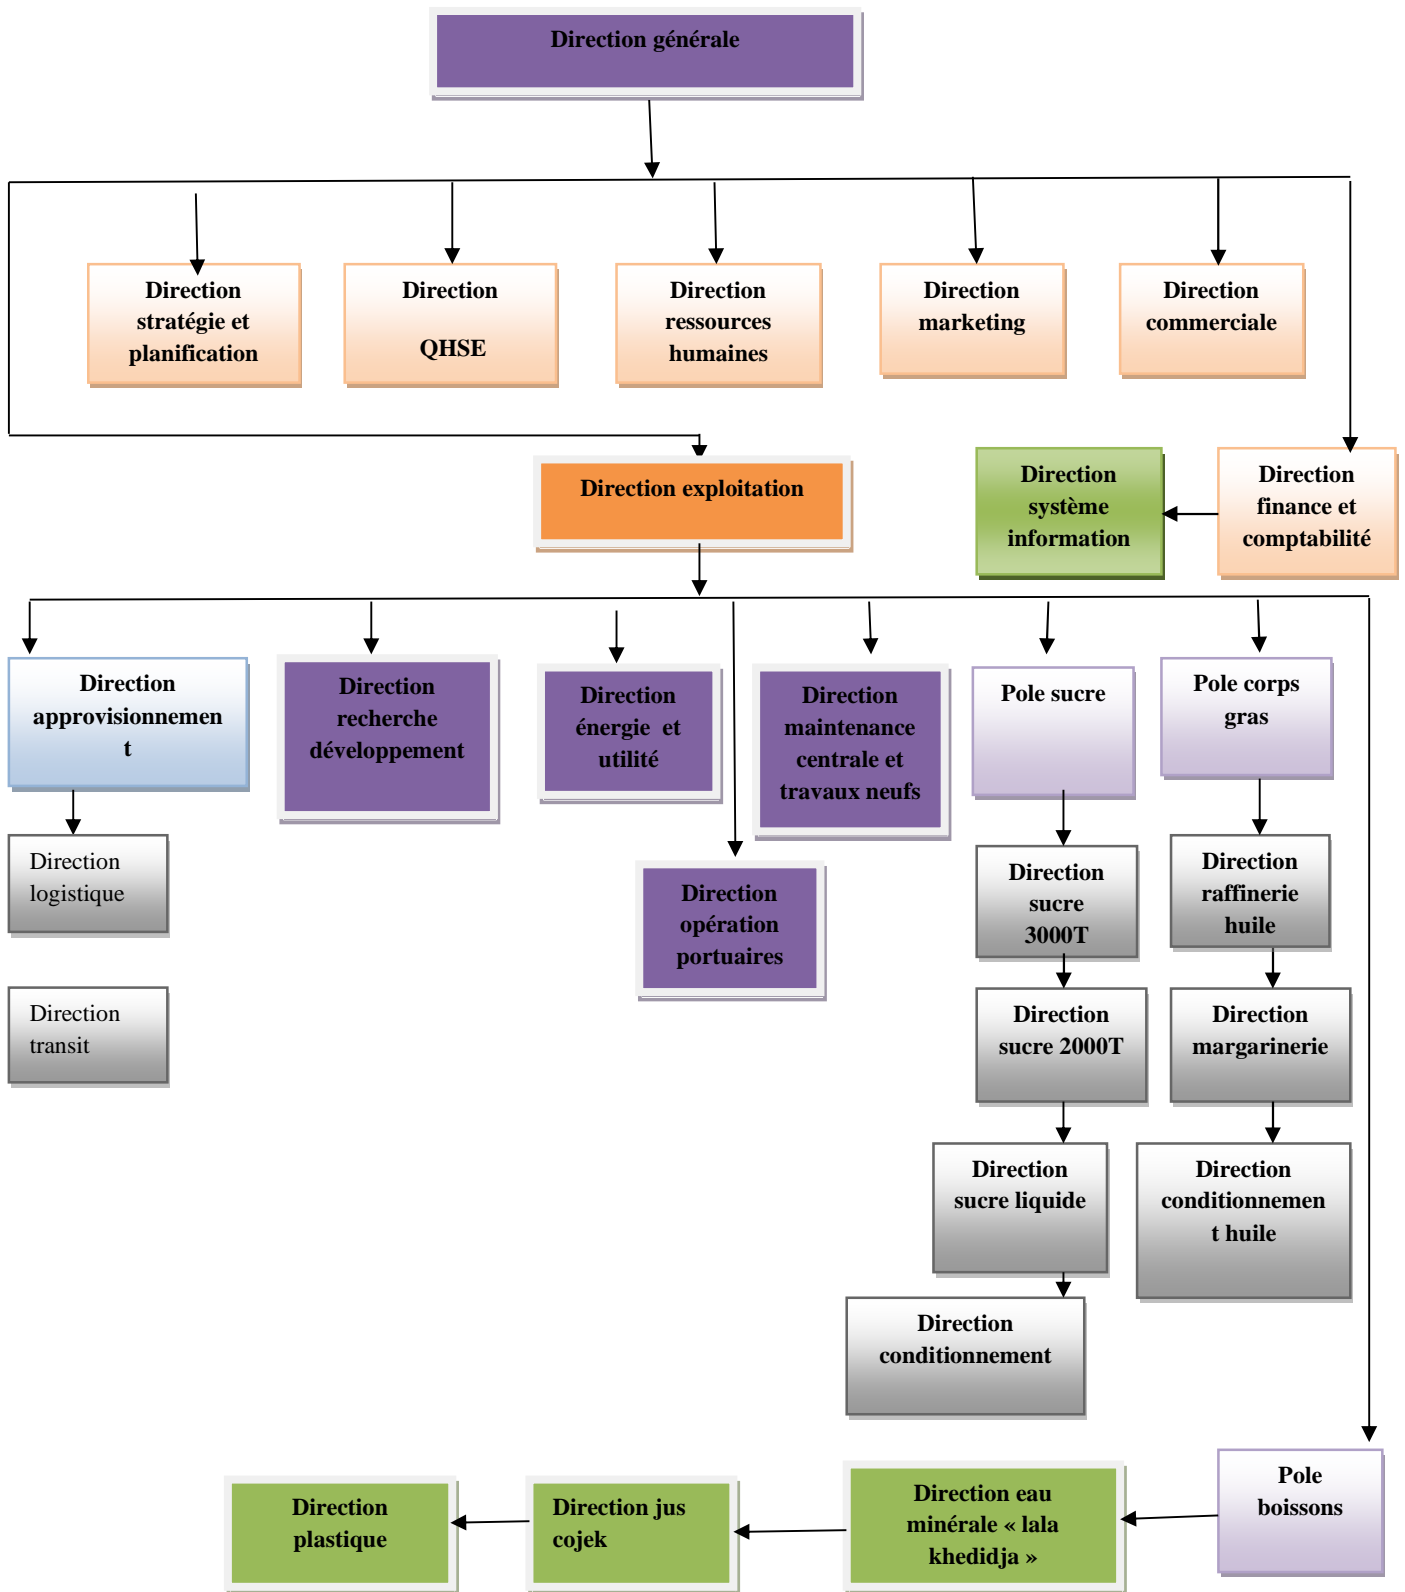 Direction générale
Direction
stratégie et
planification
Direction
QHSE
Direction
ressources
humaines
Direction
marketing
Direction
commerciale
Direction exploitation
Direction
système
information
Direction
finance et
comptabilité
Direction
approvisionnemen
t
Direction
recherche
développement
Direction
énergie et
utilité
Direction
maintenance
centrale et
travaux neufs
Pole sucre
Pole corps
gras
Direction
logistique
Direction
opération
portuaires
Direction
sucre
3000T
Direction
raffinerie
huile
Direction
transit
Direction
sucre 2000T
Direction
margarinerie
Direction
sucre liquide
Direction
conditionnemen
t huile
Direction
conditionnement
Direction
plastique
Direction jus
cojek
Direction eau
minérale « lala
khedidja »
Pole
boissons